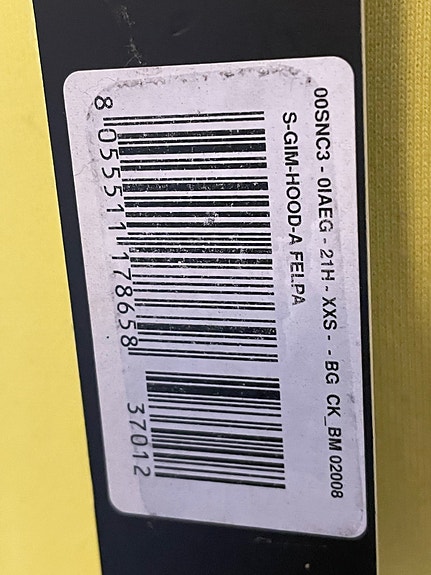 00SNC3 - 0IAEG - 21H - XXS - - BG CK_BM 02008
S-GIM-HOOD-A FELPA
8 055511 178658
37012